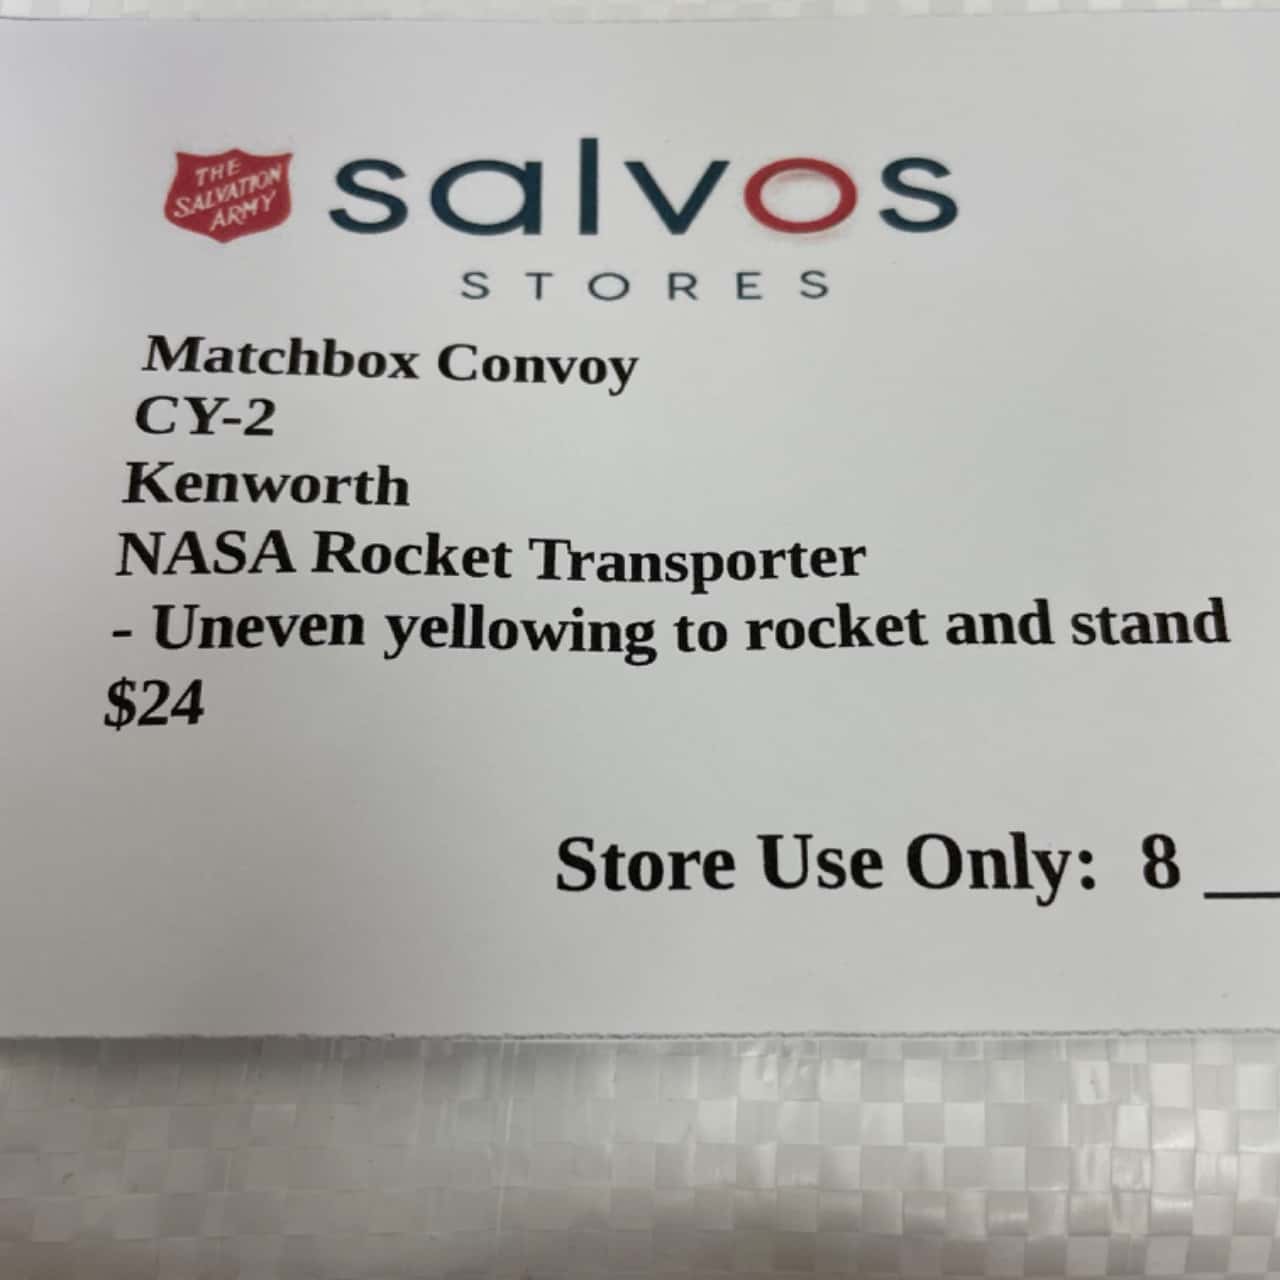 THE
SALVATION
ARMY
salvos
STORES
Matchbox Convoy
CY-2
Kenworth
NASA Rocket Transporter
- Uneven yellowing to rocket and stand
$24
Store Use Only: 8 __